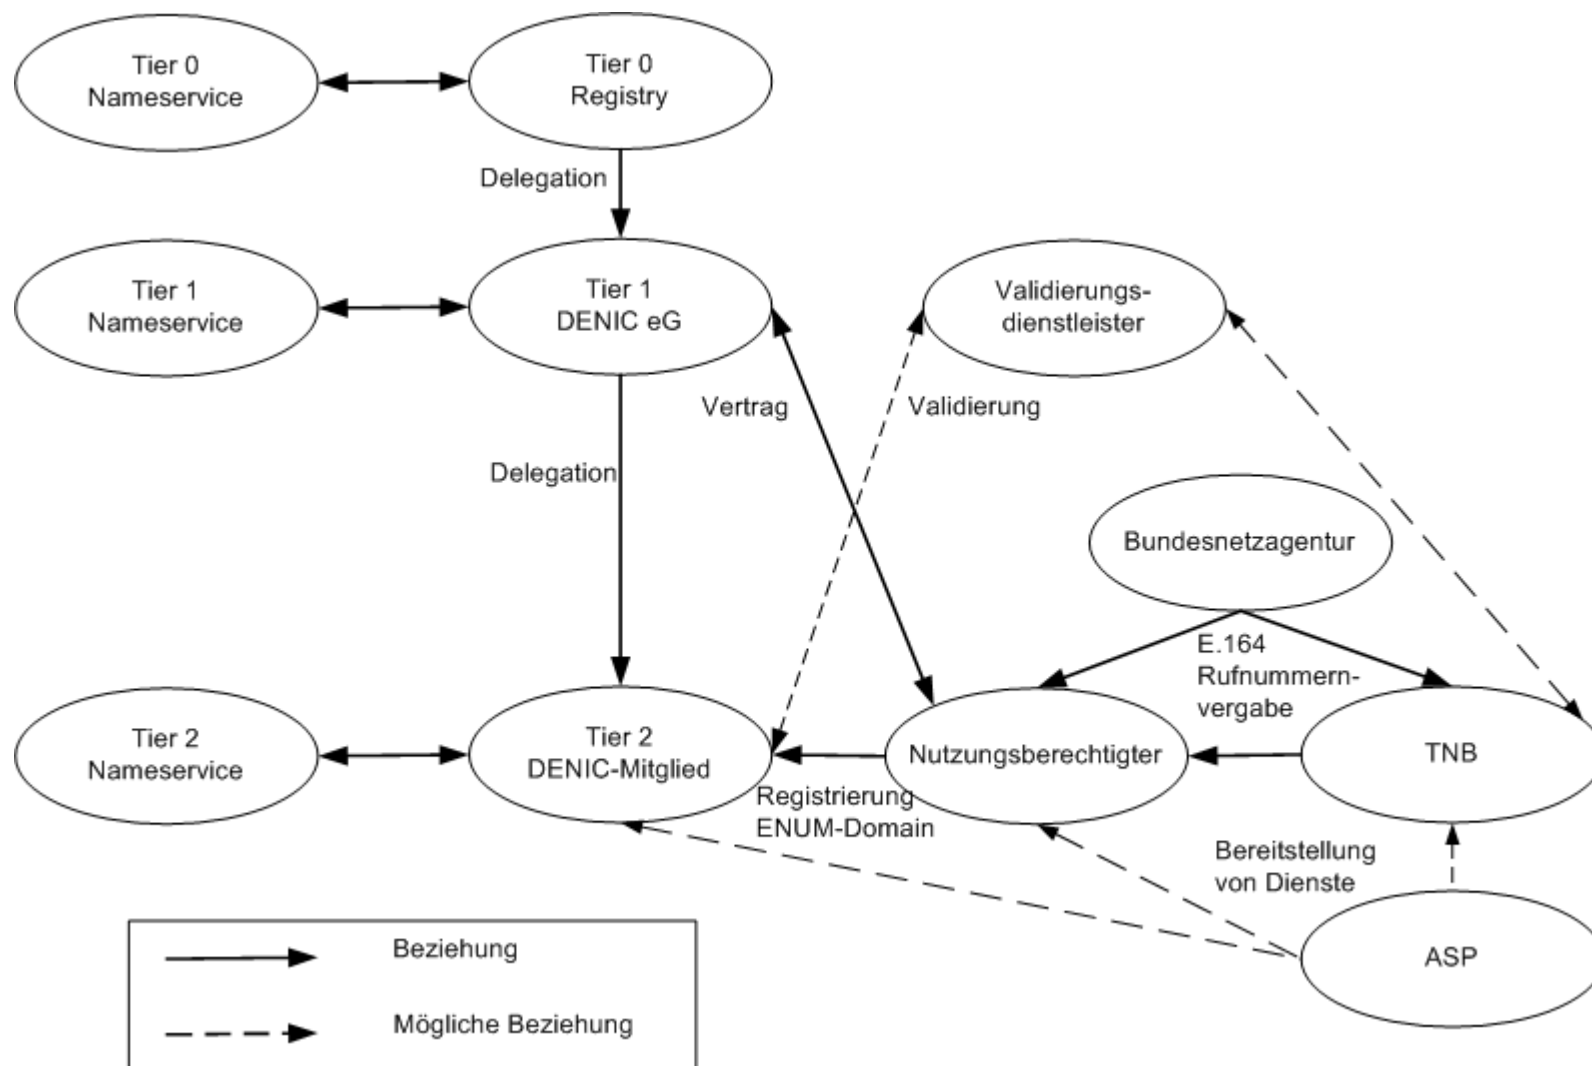 Tier 0
Nameservice
Tier 0
Registry
Delegation
Tier 1
Nameservice
Tier 1
DENIC eG
Validierungs-
dienstleister
Vertrag
Validierung
Delegation
Bundesnetzagentur
E.164
Rufnummern-
vergabe
Tier 2
Nameservice
Tier 2
DENIC-Mitglied
Nutzungsberechtigter
TNB
Registrierung
ENUM-Domain
Bereitstellung
von Dienste
ASP
Beziehung
Mögliche Beziehung